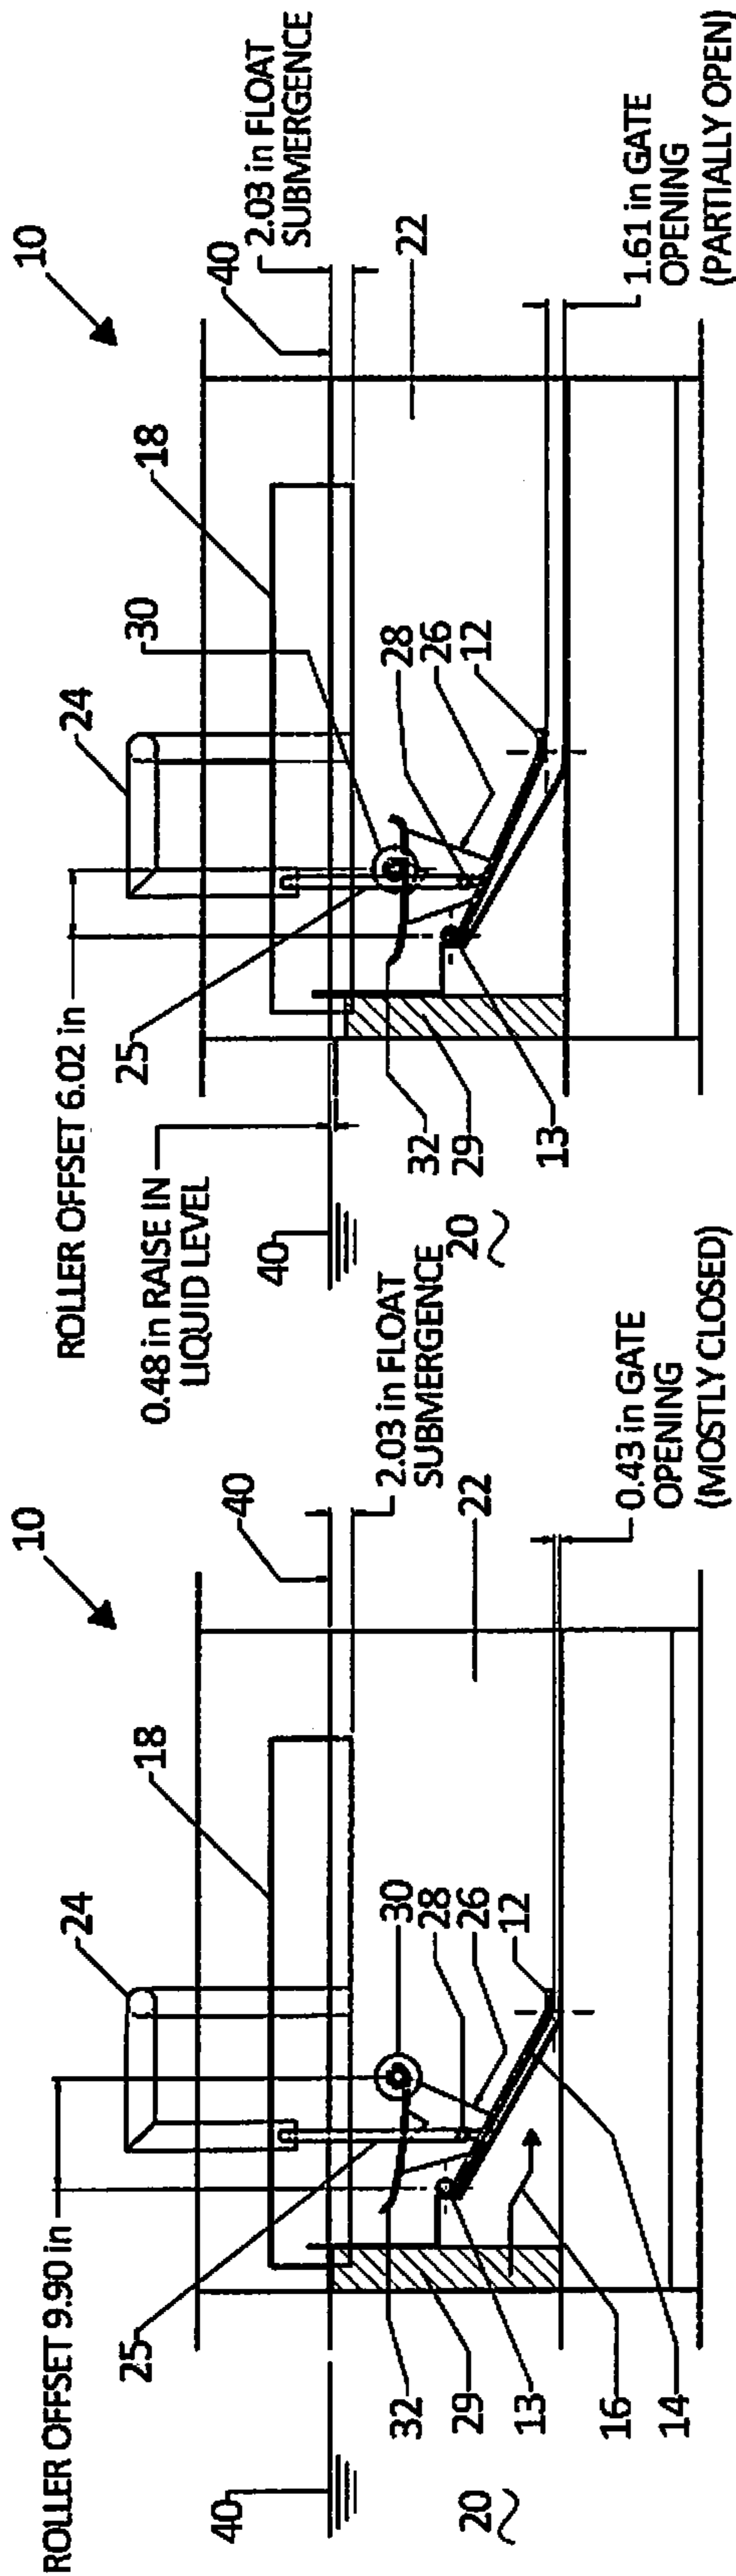 ROLLER OFFSET 9.90 in
24
18
10
40
25
2.03 in FLOAT
SUBMERGENCE
40
30
28
26
12
22
32
29
13
16
14
20
0.43 in GATE
OPENING
(MOSTLY CLOSED)
ROLLER OFFSET 6.02 in
24
30
18
10
40
2.03 in FLOAT
SUBMERGENCE
25
0.48 in RAISE IN
LIQUID LEVEL
40
28
26
12
22
32
29
13
20
1.61 in GATE
OPENING
(PARTIALLY OPEN)